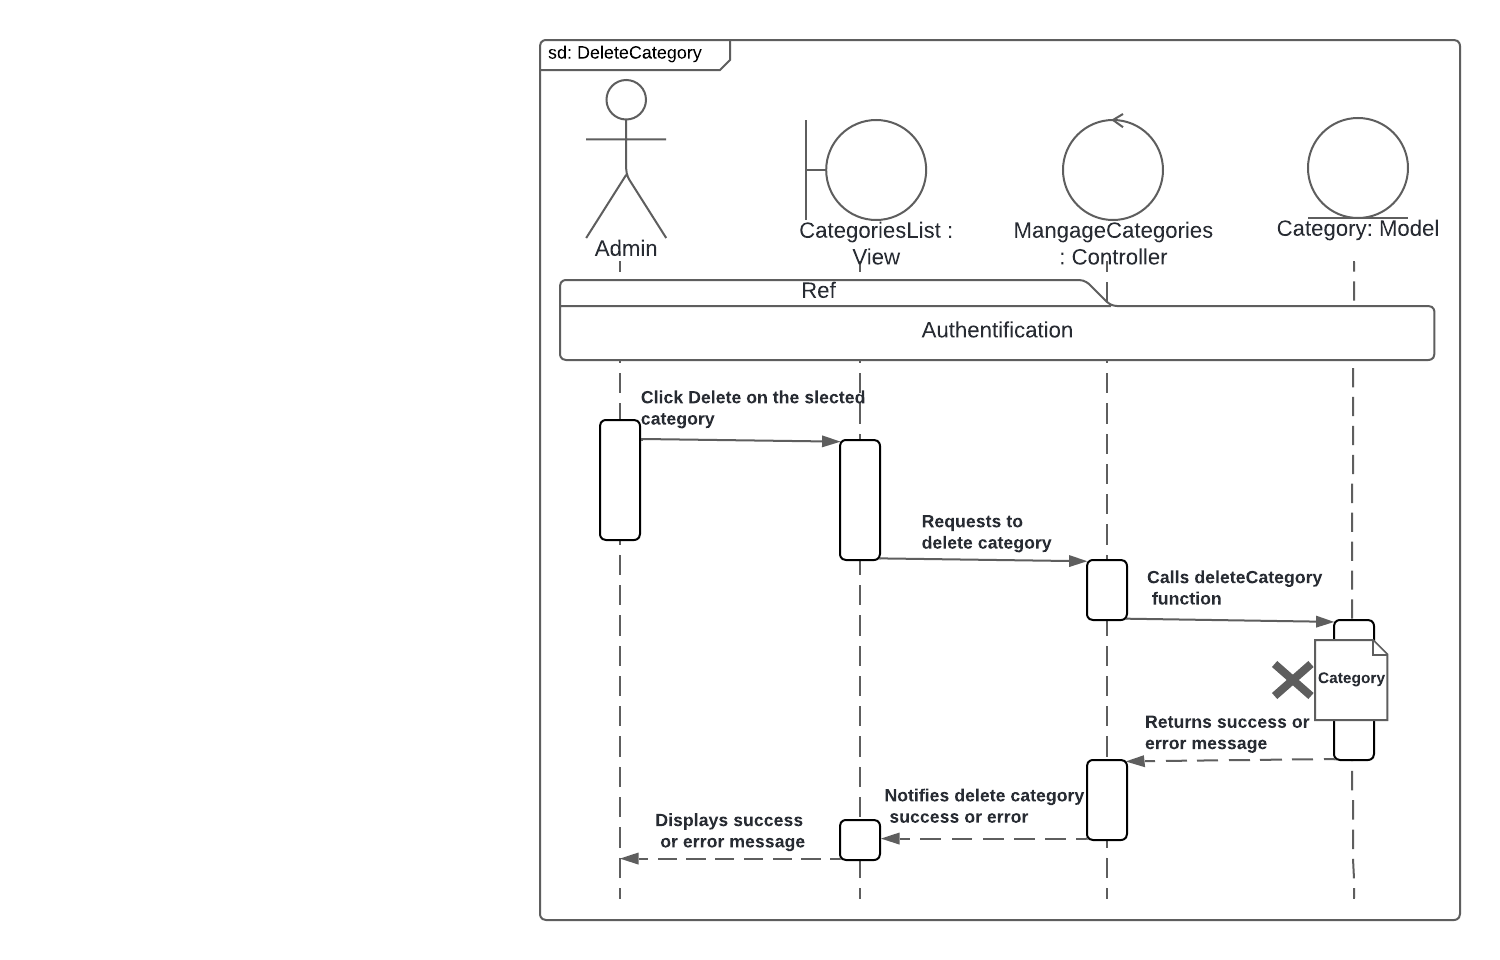 sd: DeleteCategory
Admin
CategoriesList :
View
MangageCategories
: Controller
Category: Model
Ref
Authentification
Click Delete on the slected
category
Requests to
delete category
Calls deleteCategory
function
Category
Returns success or
error message
Notifies delete category
success or error
Displays success
or error message